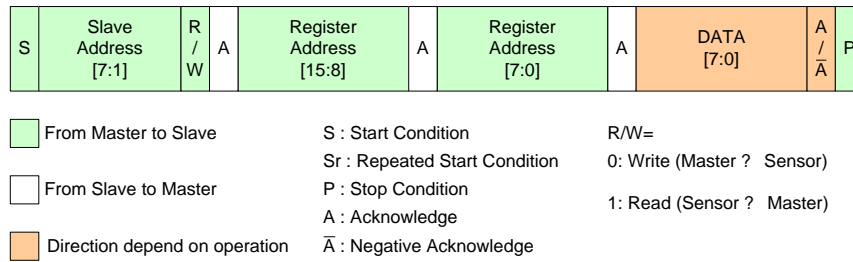 S
Slave
Address
[7:1]
R
/
W
A
Register
Address
[15:8]
A
Register
Address
[7:0]
A
DATA
[7:0]
A
/
A̅
P
From Master to Slave
From Slave to Master
Direction depend on operation
S : Start Condition
Sr : Repeated Start Condition
P : Stop Condition
A : Acknowledge
A̅ : Negative Acknowledge
R/W=
0: Write (Master ? Sensor)
1: Read (Sensor ? Master)